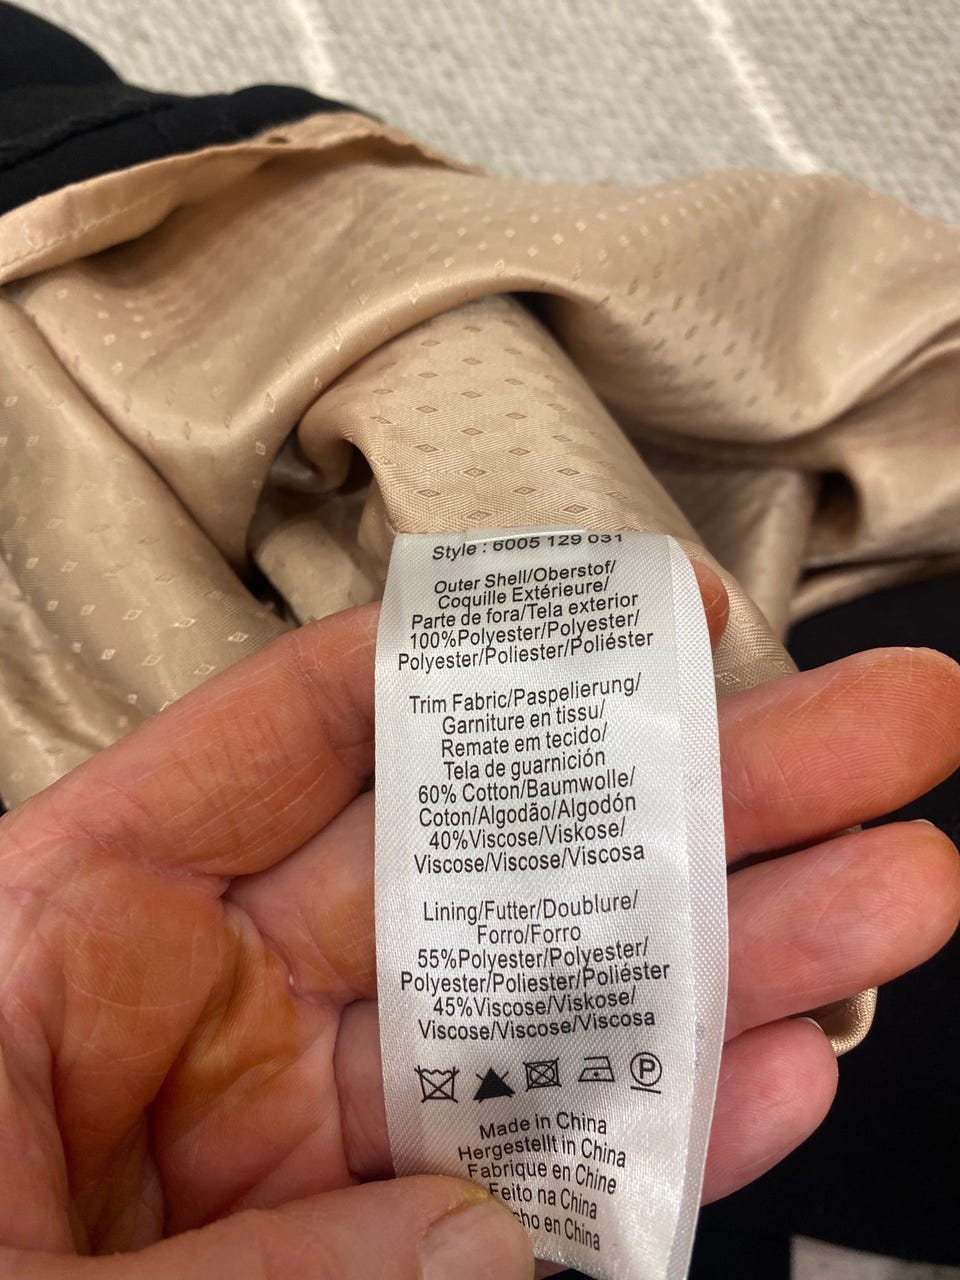 Style : 6005 129 031
Outer Shell/Oberstof/
Coquille Extérieure/
Parte de fora/Tela exterior
100%Polyester/Polyester/
Polyester/Poliester/Poliéster
Trim Fabric/Paspelierung/
Garniture en tissu/
Remate em tecido/
Tela de guarnición
60% Cotton/Baumwolle/
Coton/Algodão/Algodón
40%Viscose/Viskose/
Viscose/Viscose/Viscosa
Lining/Futter/Doublure/
Forro/Forro
55%Polyester/Polyester/
Polyester/Poliester/Poliéster
45%Viscose/Viskose/
Viscose/Viscose/Viscosa
P
Made in China
Hergestellt in China
Fabrique en Chine
Feito na China
cho en China